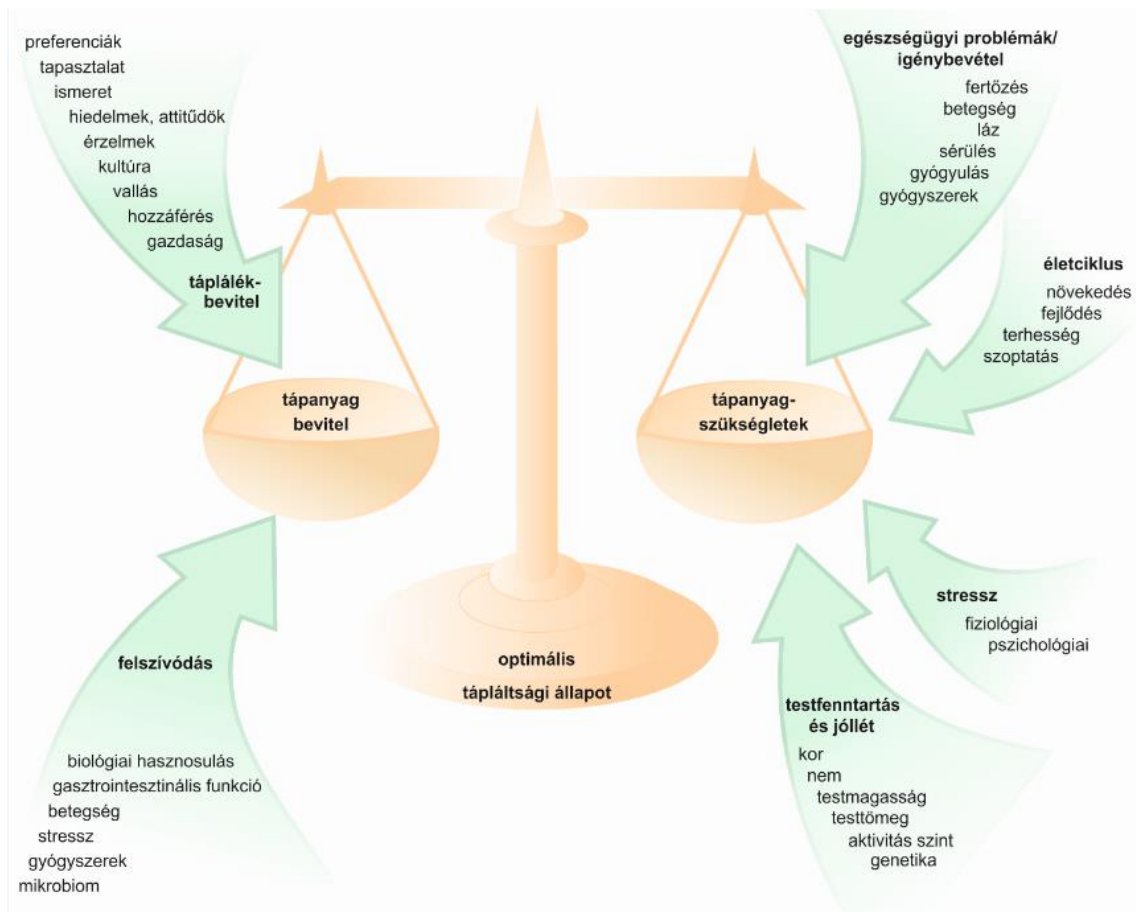 preferenciák
tapasztalat
ismeret
hiedelmek, attitűdök
érzelmek
kultúra
vallás
hozzáférés
gazdaság
táplálék-
bevitel
egészségügyi problémák/
igénybevétel
fertőzés
betegség
láz
sérülés
gyógyulás
gyógyszerek
életciklus
növekedés
fejlődés
terhesség
szoptatás
tápanyag
bevitel
tápanyag-
szükségletek
felszívódás
biológiai hasznosulás
gasztrointesztinális funkció
betegség
stressz
gyógyszerek
mikrobiom
optimális
tápláltsági állapot
stressz
fiziológiai
pszichológiai
testfenntartás
és jóllét
kor
nem
testmagasság
testtömeg
aktivitás szint
genetika